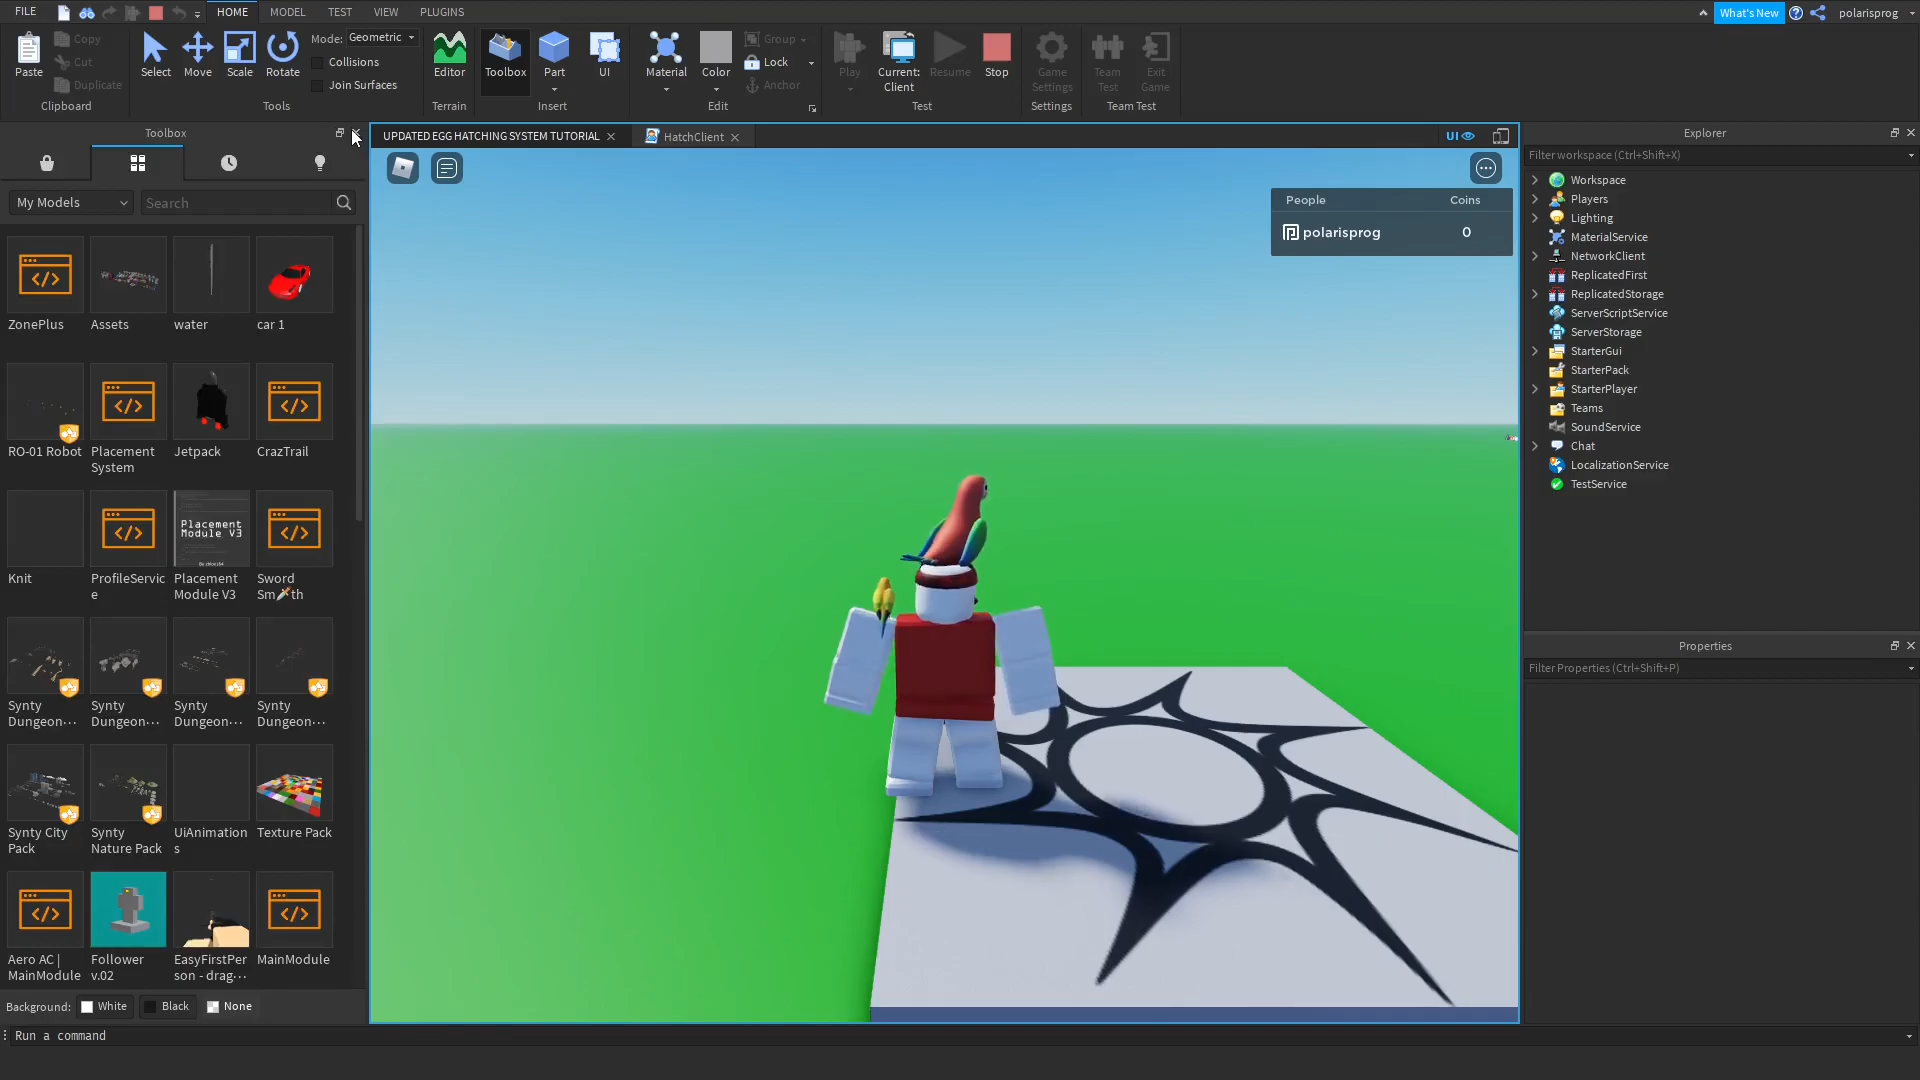 FILE
HOME
MODEL
TEST
VIEW
PLUGINS
What's New
polarisprog
Paste
Copy
Cut
Duplicate
Clipboard
Select
Move
Scale
Rotate
Mode: Geometric
Collisions
Join Surfaces
Tools
Editor
Terrain
Toolbox
Part
UI
Insert
Material
Color
Group
Lock
Anchor
Edit
Play
Current:
Client
Resume
Stop
Test
Game
Settings
Settings
Team
Test
Exit
Game
Team Test
Toolbox
My Models
Search
ZonePlus
Assets
water
car 1
RO-01 Robot
Placement
System
Jetpack
CrazTrail
Knit
ProfileServic
e
Placement
Module V3
Placement
Module V3
Sword
Sm🗡th
Synty
Dungeon···
Synty
Dungeon···
Synty
Dungeon···
Synty
Dungeon···
Synty City
Pack
Synty
Nature Pack
UiAnimation
s
Texture Pack
Aero AC |
MainModule
Follower
v.02
EasyFirstPer
son - drag···
MainModule
Background:
White
Black
None
Run a command
UPDATED EGG HATCHING SYSTEM TUTORIAL
HatchClient
UI
People
Coins
polarisprog
0
Explorer
Filter workspace (Ctrl+Shift+X)
Workspace
Players
Lighting
MaterialService
NetworkClient
ReplicatedFirst
ReplicatedStorage
ServerScriptService
ServerStorage
StarterGui
StarterPack
StarterPlayer
Teams
SoundService
Chat
LocalizationService
TestService
Properties
Filter Properties (Ctrl+Shift+P)